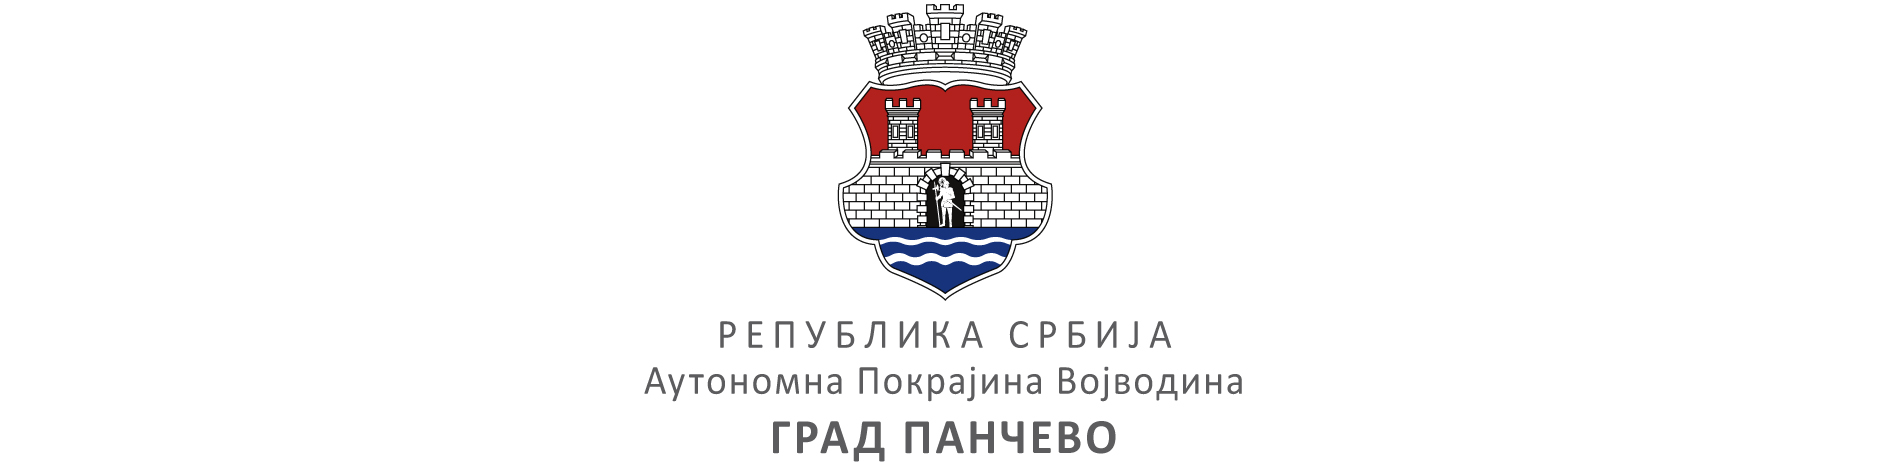 РЕПУБЛИКА СРБИЈА
Аутономна Покрајина Војводина
ГРАД ПАНЧЕВО